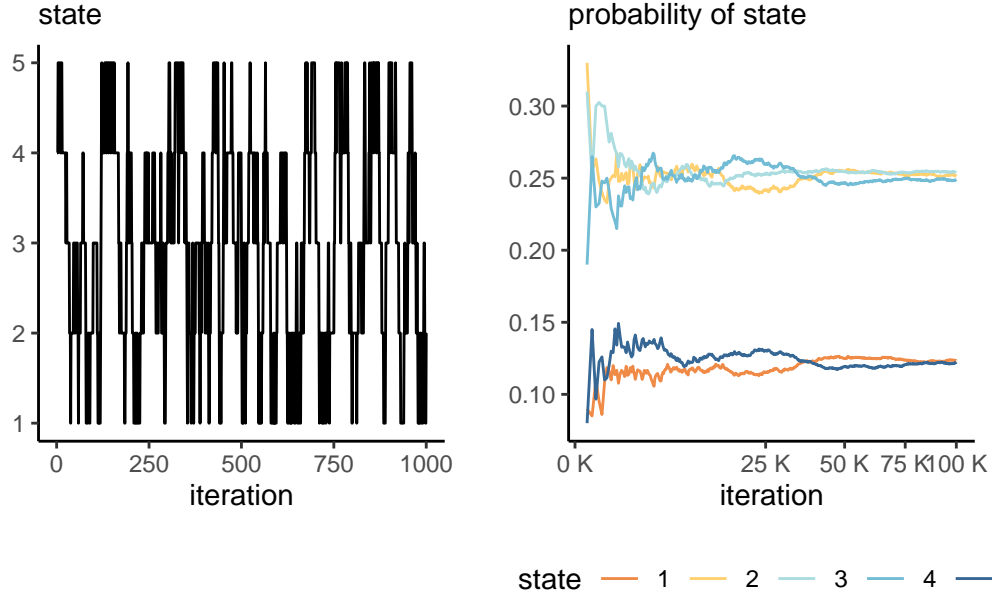 state
5
4
3
2
1
0 250 500 750 1000
iteration
probability of state
0.30
0.25
0.20
0.15
0.10
0 K 25 K 50 K 75 K 100 K
iteration
state 1 2 3 4